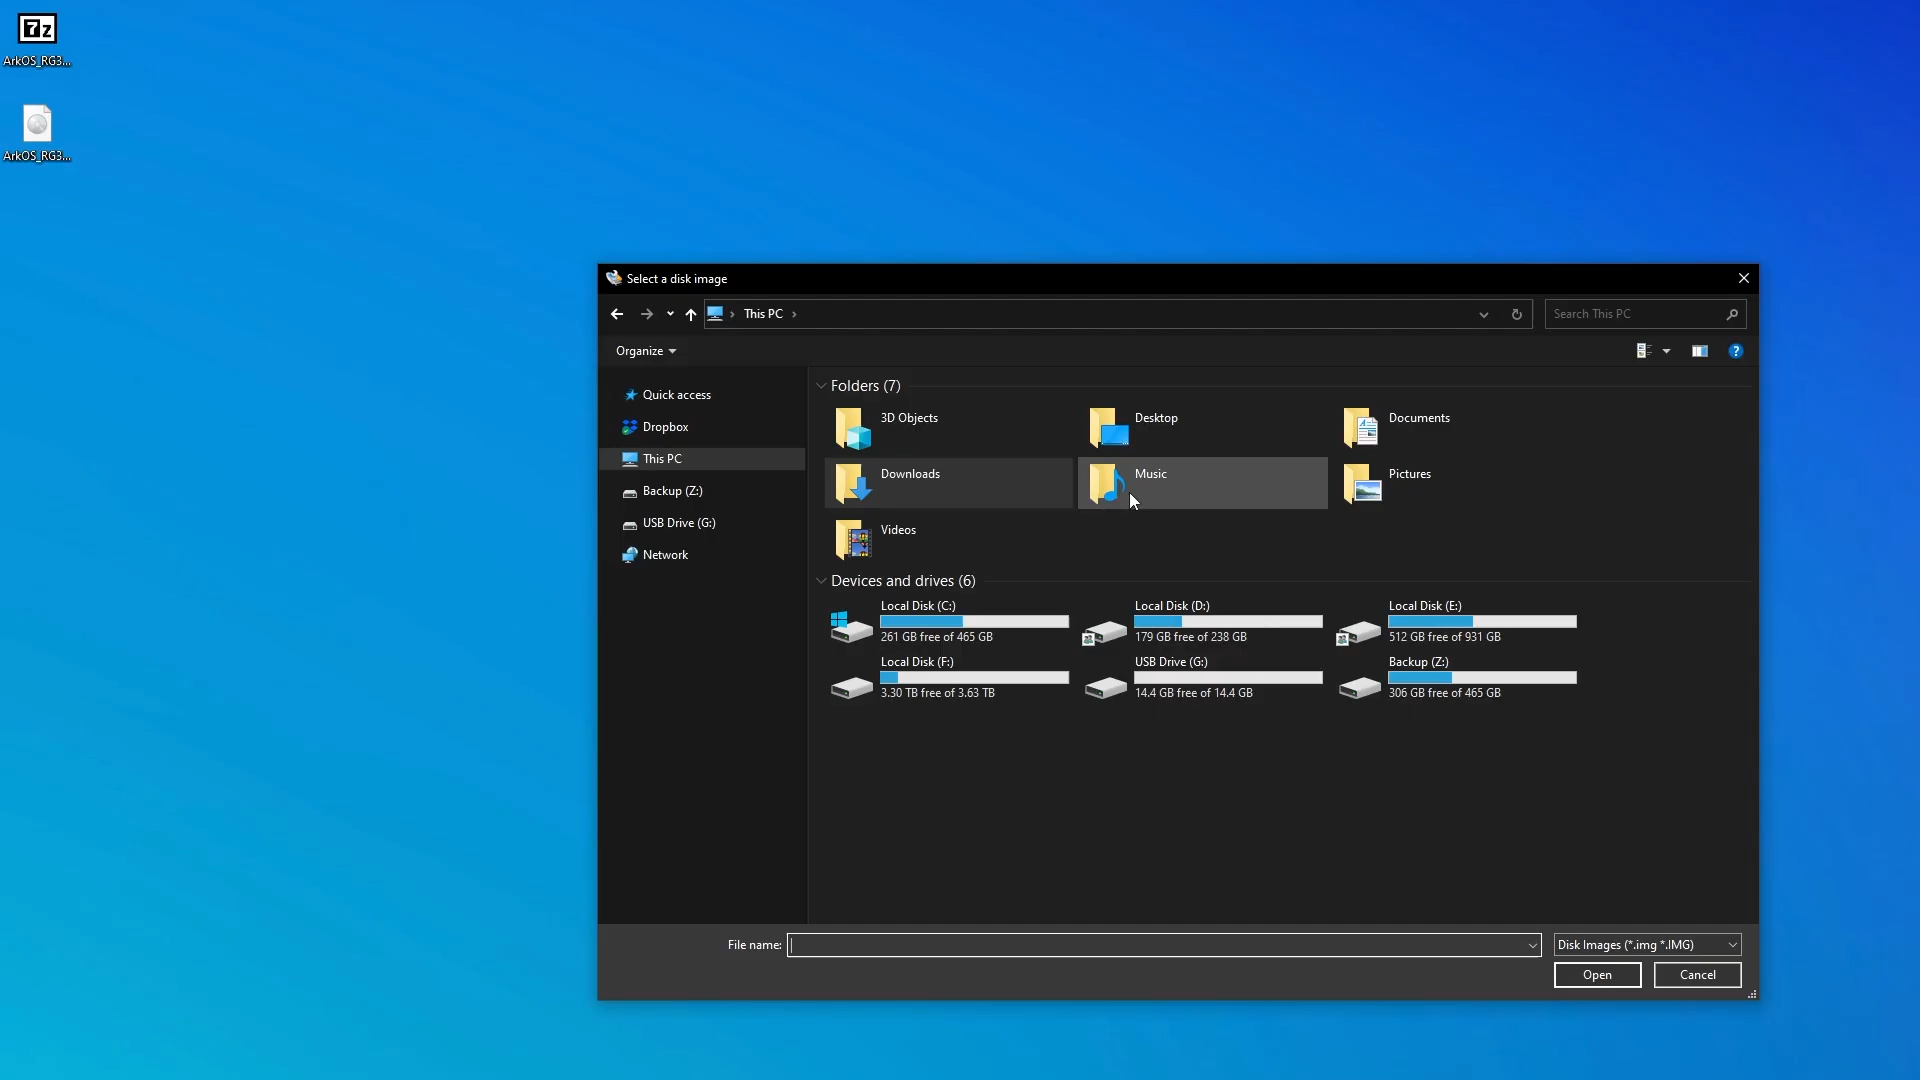 7z
ArkOS_RG3...
ArkOS_RG3...
Select a disk image
This PC
Search This PC
Organize
?
Quick access
Dropbox
This PC
Backup (Z:)
USB Drive (G:)
Network
Folders (7)
3D Objects
Desktop
Documents
Downloads
Music
Pictures
Videos
Devices and drives (6)
Local Disk (C:)
261 GB free of 465 GB
Local Disk (D:)
179 GB free of 238 GB
Local Disk (E:)
512 GB free of 931 GB
Local Disk (F:)
3.30 TB free of 3.63 TB
USB Drive (G:)
14.4 GB free of 14.4 GB
Backup (Z:)
306 GB free of 465 GB
File name:
Disk Images (*.img *.IMG)
Open
Cancel